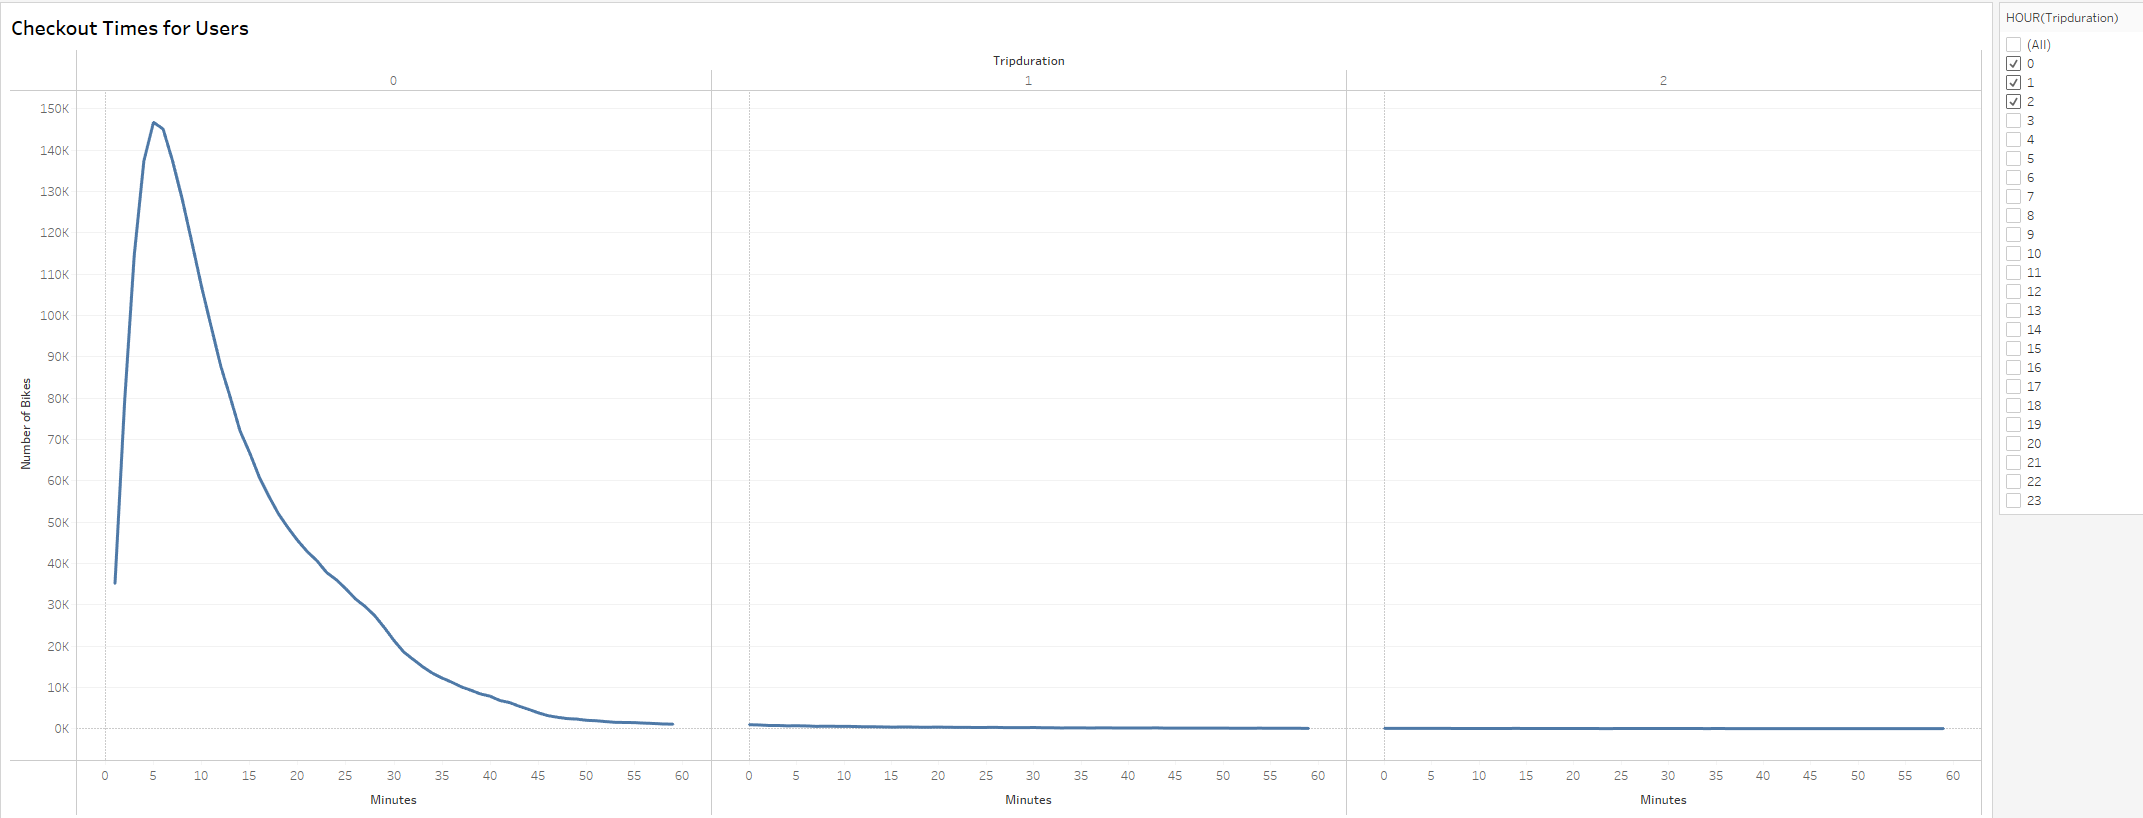 Checkout Times for Users
Tripduration
0 1 2
150K
140K
130K
120K
110K
100K
90K
80K
70K
60K
50K
40K
30K
20K
10K
0K
Number of Bikes
0 5 10 15 20 25 30 35 40 45 50 55 60
0 5 10 15 20 25 30 35 40 45 50 55 60
0 5 10 15 20 25 30 35 40 45 50 55 60
Minutes Minutes Minutes
HOUR(Tripduration)
(All)
0
1
2
3
4
5
6
7
8
9
10
11
12
13
14
15
16
17
18
19
20
21
22
23